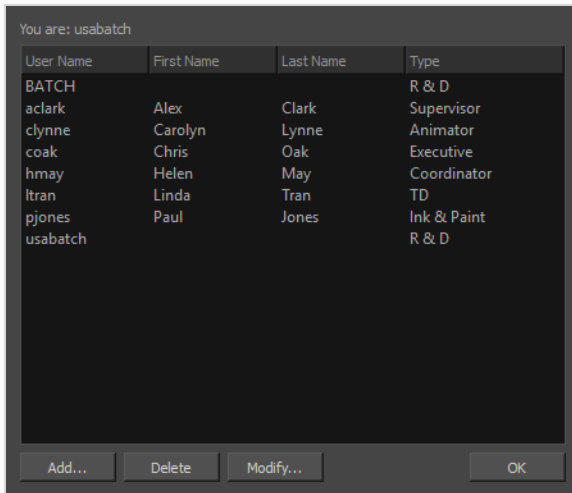 You are: usabatch
User Name First Name Last Name Type
BATCH R & D
aclark Alex Clark Supervisor
clynne Carolyn Lynne Animator
coak Chris Oak Executive
hmay Helen May Coordinator
ltran Linda Tran TD
pjones Paul Jones Ink & Paint
usabatch R & D
Add... Delete Modify... OK